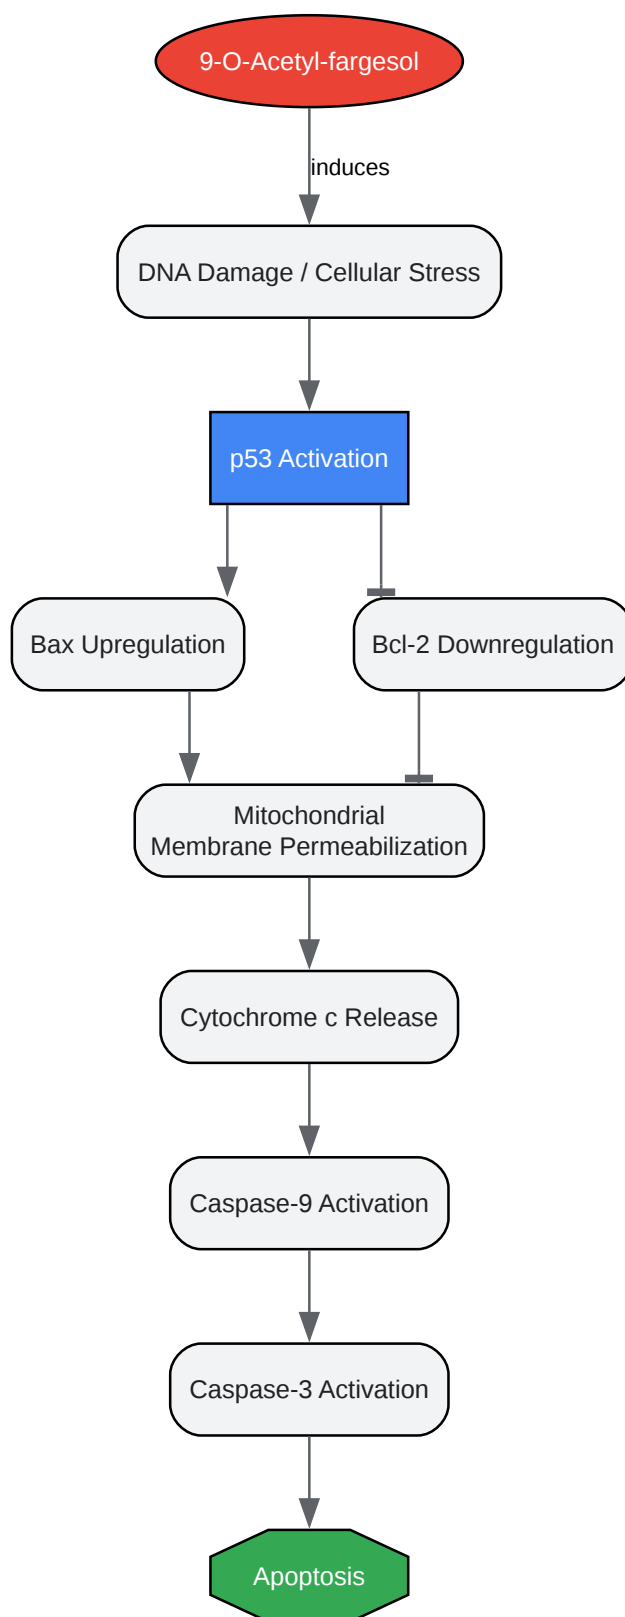 9-O-Acetyl-fargesol
induces
DNA Damage / Cellular Stress
p53 Activation
Bax Upregulation
Bcl-2 Downregulation
Mitochondrial
Membrane Permeabilization
Cytochrome c Release
Caspase-9 Activation
Caspase-3 Activation
Apoptosis